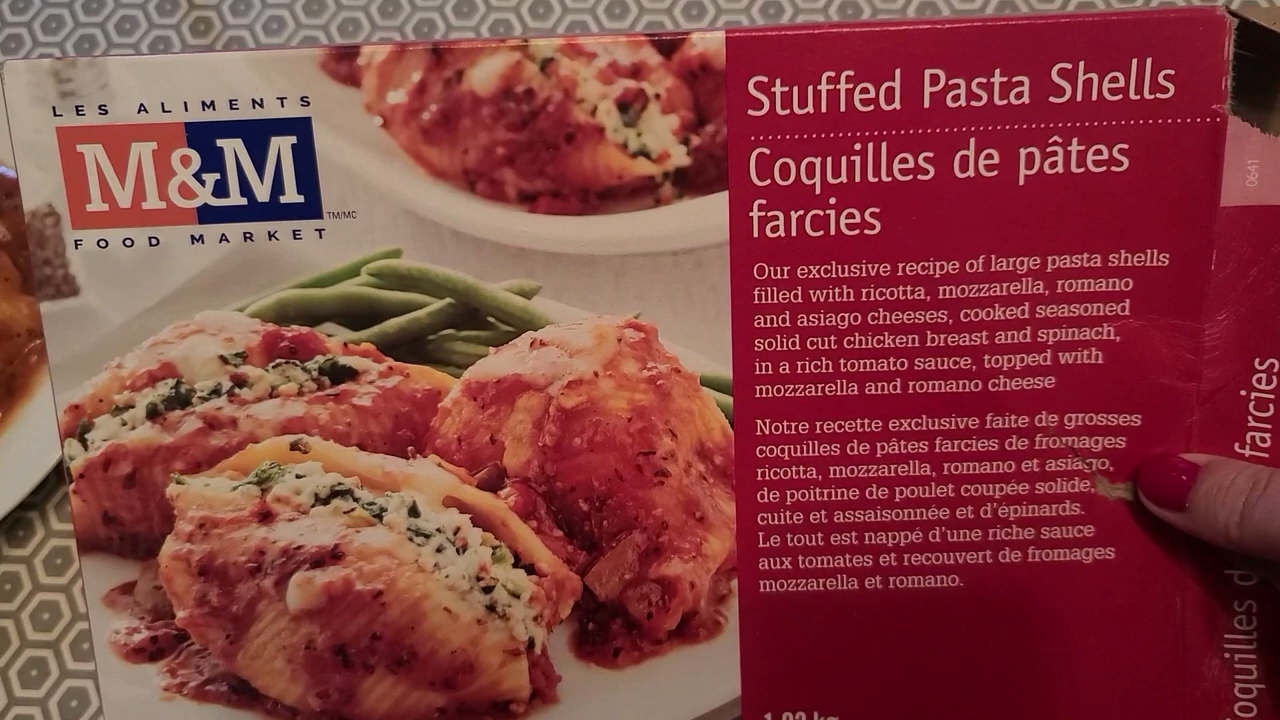 LES ALIMENTS
M&M
TM/MC
FOOD MARKET
Stuffed Pasta Shells
Coquilles de pâtes
farcies
Our exclusive recipe of large pasta shells
filled with ricotta, mozzarella, romano
and asiago cheeses, cooked seasoned
solid cut chicken breast and spinach,
in a rich tomato sauce, topped with
mozzarella and romano cheese
Notre recette exclusive faite de grosses
coquilles de pâtes farcies de fromages
ricotta, mozzarella, romano et asiago,
de poitrine de poulet coupée solide,
cuite et assaisonnée et d'épinards.
Le tout est nappé d'une riche sauce
aux tomates et recouvert de fromages
mozzarella et romano.
0641
farcies